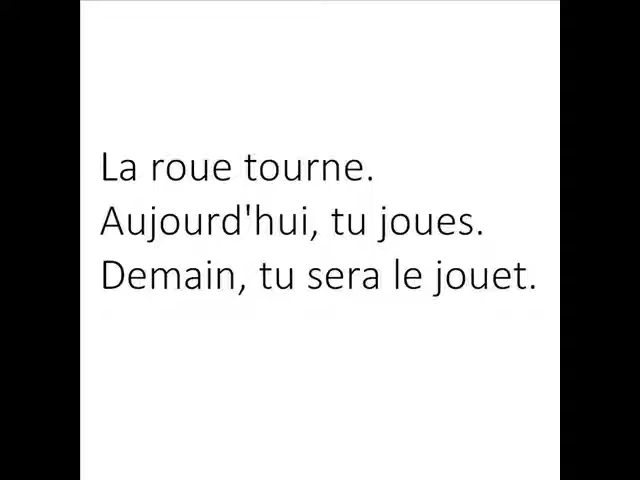 La roue tourne.
Aujourd'hui, tu joues.
Demain, tu sera le jouet.